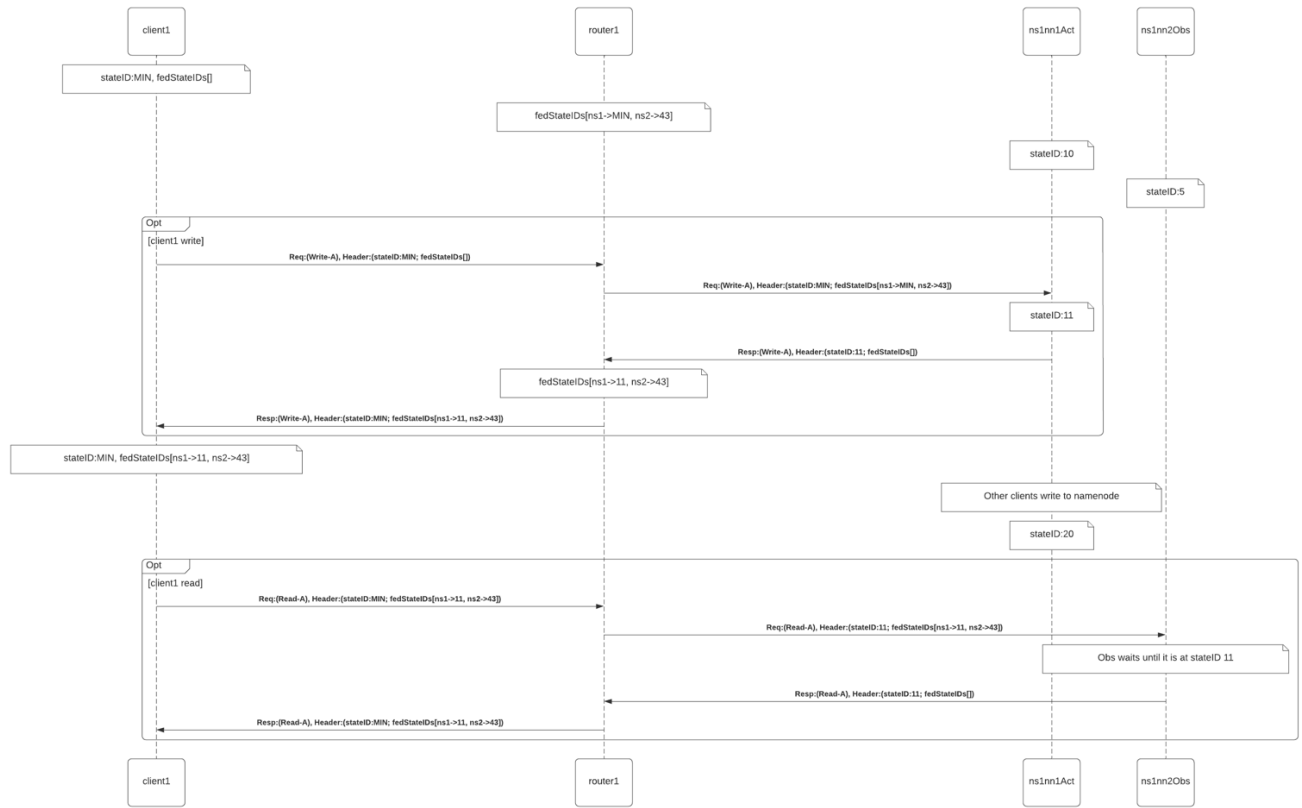 client1
router1
ns1nn1Act
ns1nn2Obs
stateID:MIN, fedStateIDs[]
fedStateIDs[ns1->MIN, ns2->43]
stateID:10
stateID:5
Opt
[client1 write]
Req:(Write-A), Header:(stateID:MIN; fedStateIDs[])
Req:(Write-A), Header:(stateID:MIN; fedStateIDs[ns1->MIN, ns2->43])
stateID:11
Resp:(Write-A), Header:(stateID:11; fedStateIDs[])
fedStateIDs[ns1->11, ns2->43]
Resp:(Write-A), Header:(stateID:MIN; fedStateIDs[ns1->11, ns2->43])
stateID:MIN, fedStateIDs[ns1->11, ns2->43]
Other clients write to namenode
stateID:20
Opt
[client1 read]
Req:(Read-A), Header:(stateID:MIN; fedStateIDs[ns1->11, ns2->43])
Req:(Read-A), Header:(stateID:11; fedStateIDs[ns1->11, ns2->43])
Obs waits until it is at stateID 11
Resp:(Read-A), Header:(stateID:11; fedStateIDs[])
Resp:(Read-A), Header:(stateID:MIN; fedStateIDs[ns1->11, ns2->43])
client1
router1
ns1nn1Act
ns1nn2Obs